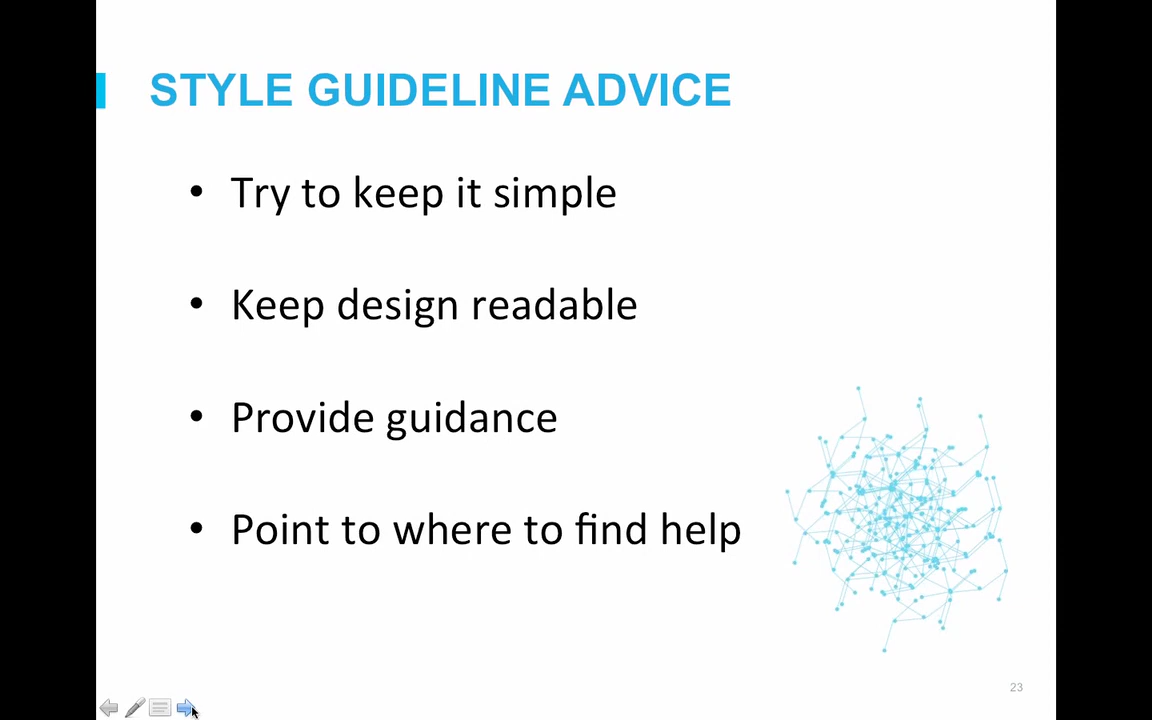 STYLE GUIDELINE ADVICE
• Try to keep it simple
• Keep design readable
• Provide guidance
• Point to where to find help
23